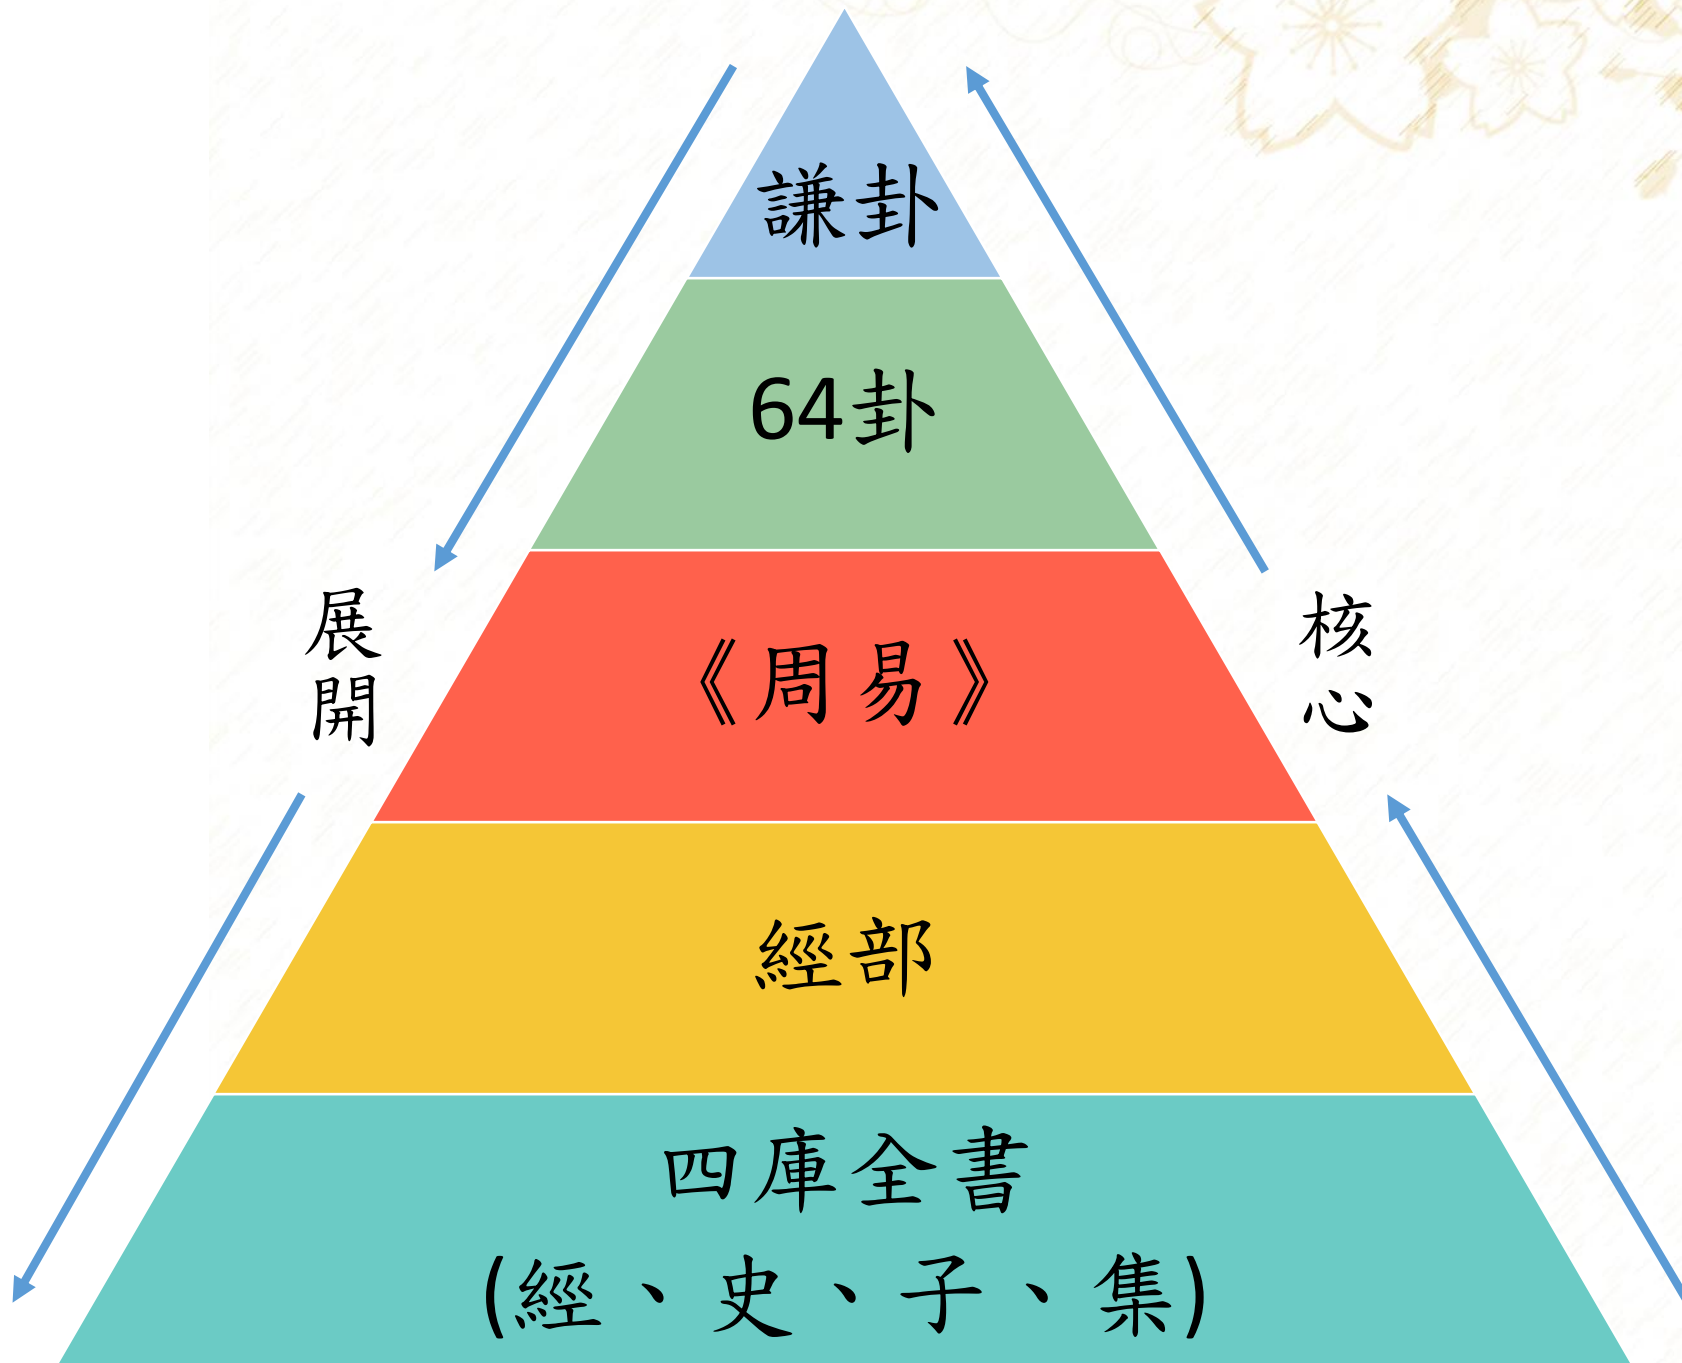 謙卦
64卦
《周易》
展開
核心
經部
四庫全書
(經、史、子、集)